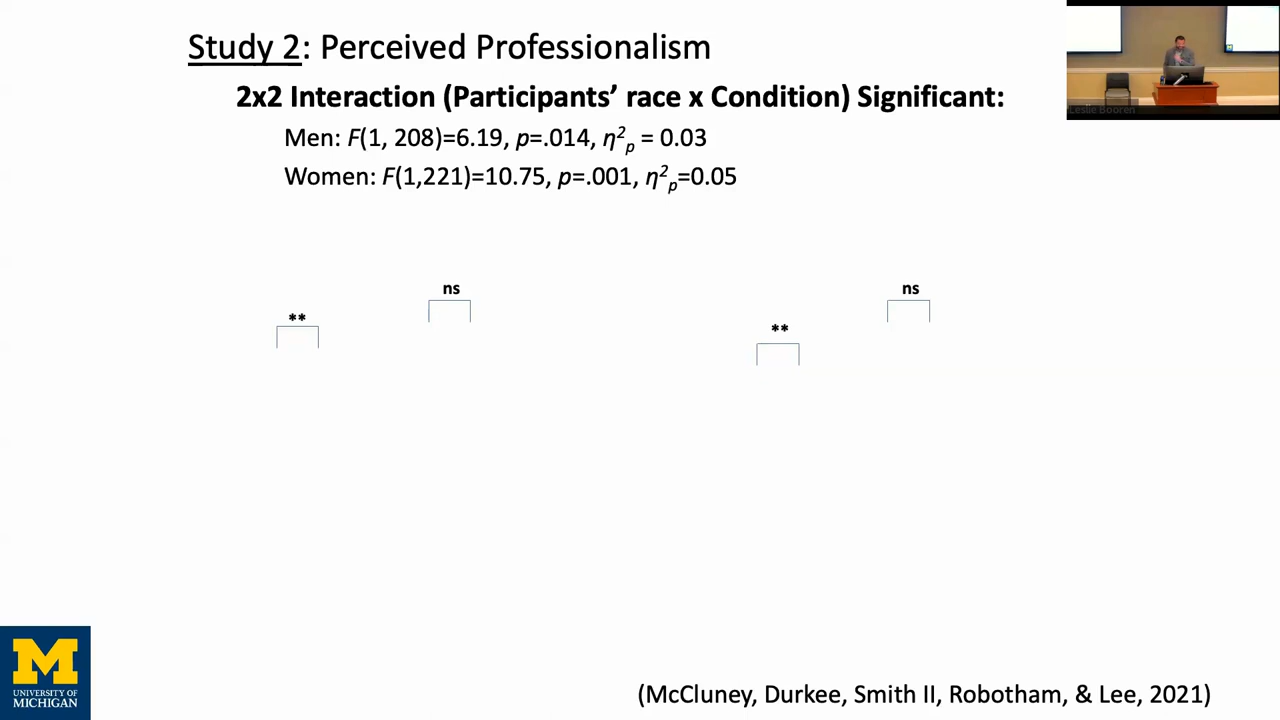 Study 2: Perceived Professionalism
2x2 Interaction (Participants’ race x Condition) Significant:
Men: F(1, 208)=6.19, p=.014, η²p = 0.03
Women: F(1,221)=10.75, p=.001, η²p=0.05
ns
ns
**
**
Leslie Booren
M
UNIVERSITY OF
MICHIGAN
(McCluney, Durkee, Smith II, Robotham, & Lee, 2021)